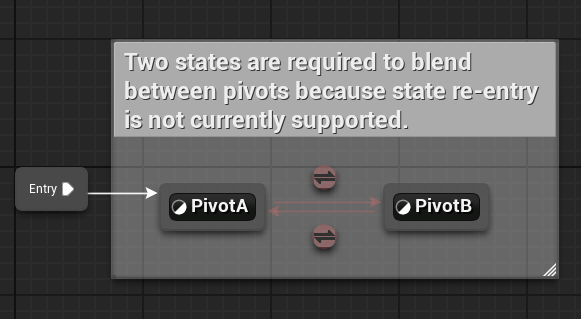 Two states are required to blend
between pivots because state re-entry
is not currently supported.
Entry
PivotA
PivotB